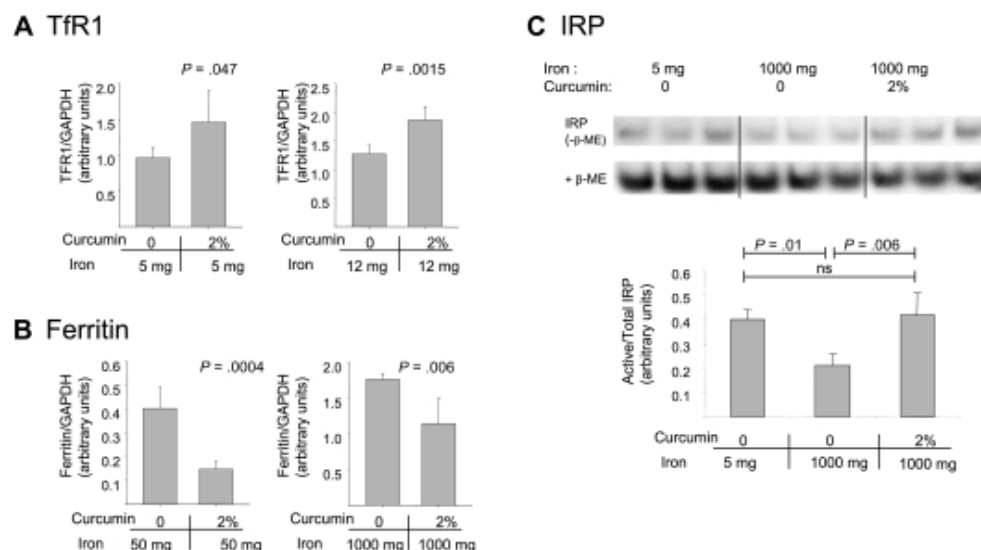 A TfR1
P = .047
P = .0015
TFR1/GAPDH
(arbitrary units)
2.0
1.5
1.0
0.5
TFR1/GAPDH
(arbitrary units)
2.5
2.0
1.5
1.0
0.5
Curcumin 0 2% 0 2%
Iron 5 mg 5 mg Iron 12 mg 12 mg
B Ferritin
P = .0004
P = .006
Ferritin/GAPDH
(arbitrary units)
0.6
0.5
0.4
0.3
0.2
0.1
Ferritin/GAPDH
(arbitrary units)
2.0
1.5
1.0
0.5
Curcumin 0 2% Curcumin 0 2%
Iron 50 mg 50 mg Iron 1000 mg 1000 mg
C IRP
Iron : 5 mg 1000 mg 1000 mg
Curcumin: 0 0 2%
IRP
(-β-ME)
+ β-ME
P = .01 P = .006
ns
Active/Total IRP
(arbitrary units)
0.6
0.5
0.4
0.2
0.1
Curcumin 0 0 2%
Iron 5 mg 1000 mg 1000 mg